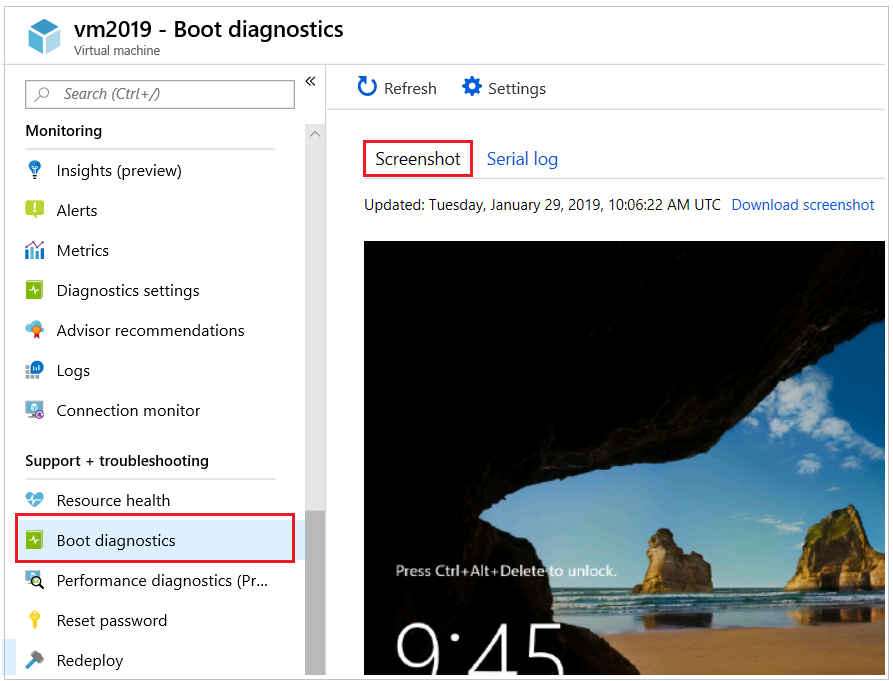 vm2019 - Boot diagnostics
Virtual machine
Search (Ctrl+/)
«
Monitoring
Insights (preview)
Alerts
Metrics
Diagnostics settings
Advisor recommendations
Logs
Connection monitor
Support + troubleshooting
Resource health
Boot diagnostics
Performance diagnostics (Pr...
Reset password
Redeploy
Refresh Settings
Screenshot Serial log
Updated: Tuesday, January 29, 2019, 10:06:22 AM UTC Download screenshot
Press Ctrl+Alt+Delete to unlock.
9:45